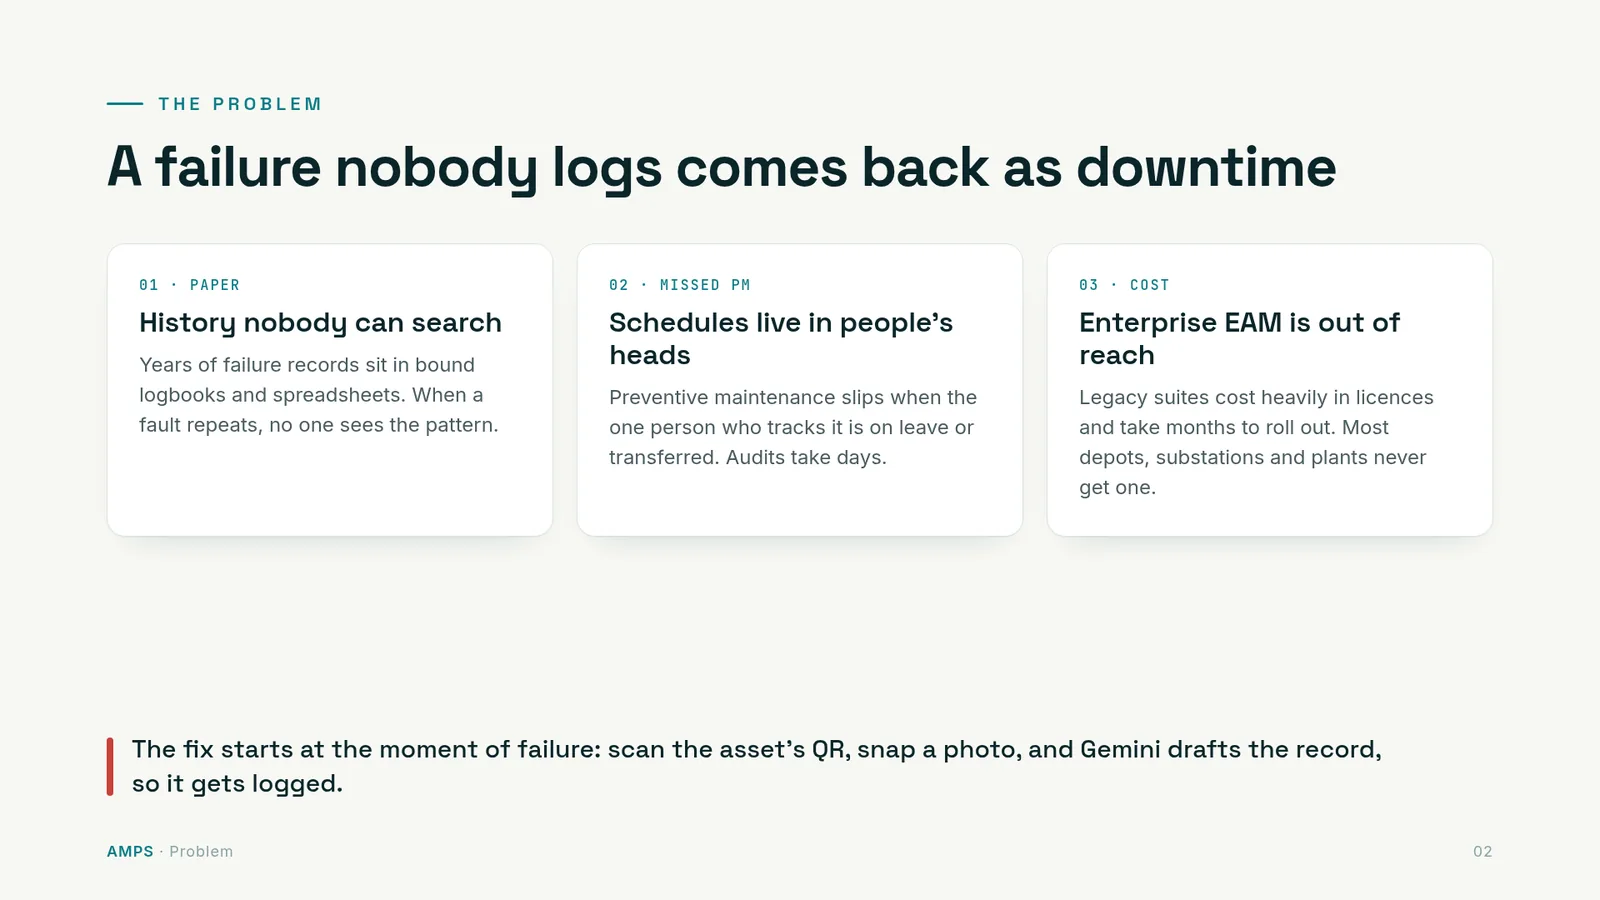 THE PROBLEM
A failure nobody logs comes back as downtime
01 · PAPER
History nobody can search
Years of failure records sit in bound
logbooks and spreadsheets. When a
fault repeats, no one sees the pattern.
02 · MISSED PM
Schedules live in people’s
heads
Preventive maintenance slips when the
one person who tracks it is on leave or
transferred. Audits take days.
03 · COST
Enterprise EAM is out of
reach
Legacy suites cost heavily in licences
and take months to roll out. Most
depots, substations and plants never
get one.
The fix starts at the moment of failure: scan the asset’s QR, snap a photo, and Gemini drafts the record,
so it gets logged.
AMPS · Problem
02